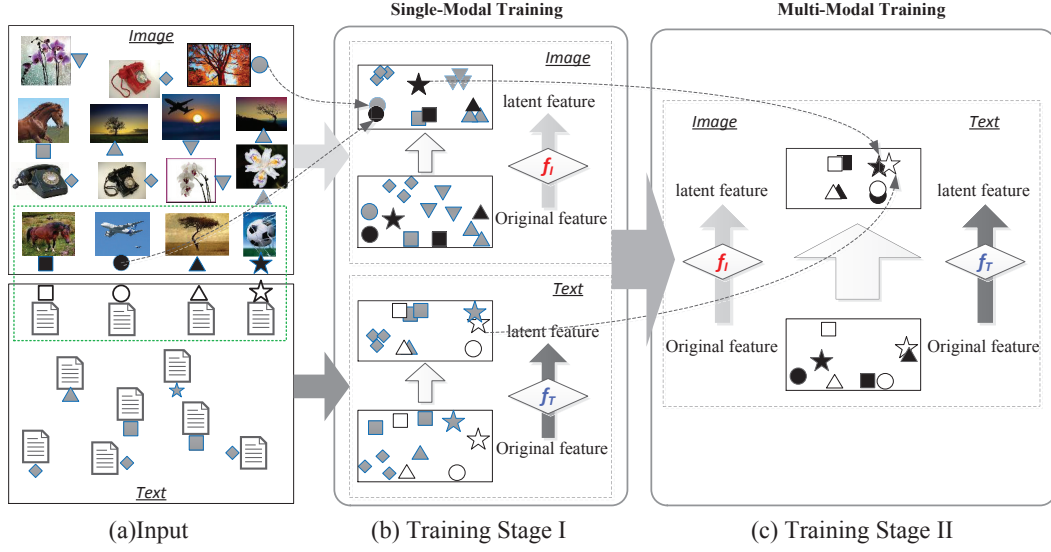 Single-Modal Training
Multi-Modal Training
Image
Image
latent feature
f_I
Original feature
Text
latent feature
f_T
Original feature
Image
Text
latent feature
latent feature
f_I
f_T
Original feature
Original feature
Text
(a)Input
(b) Training Stage I
(c) Training Stage II